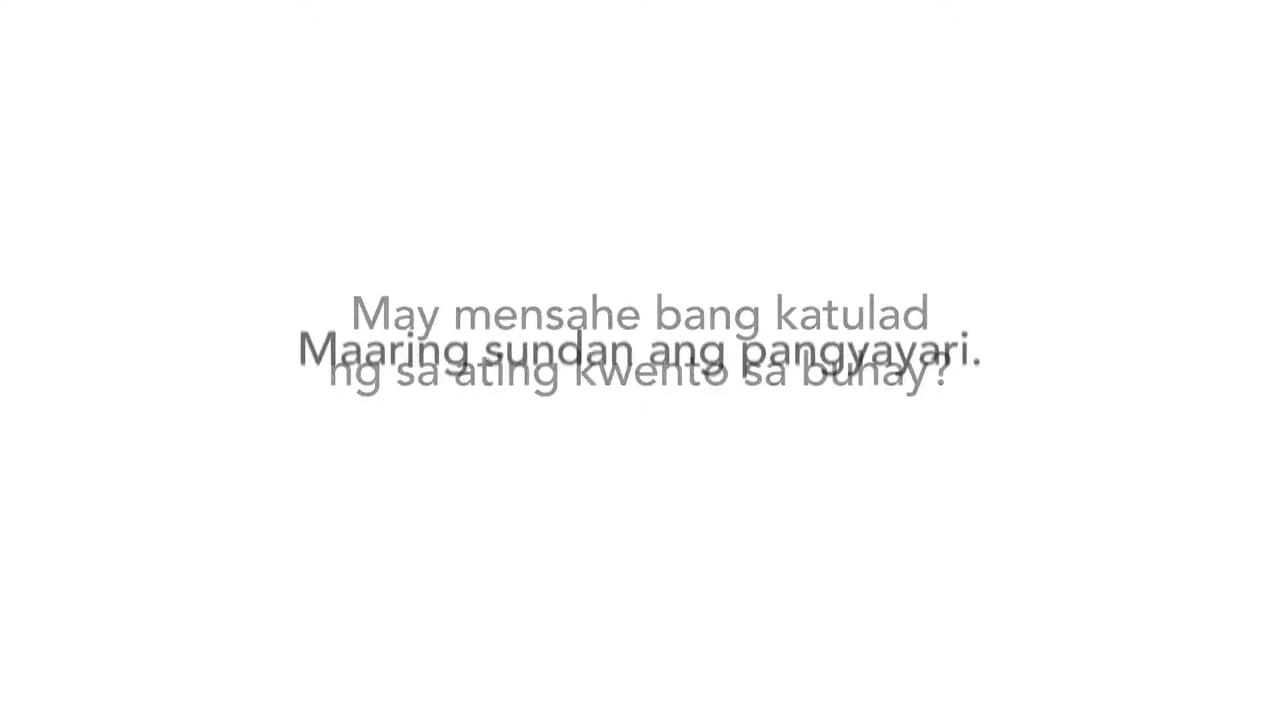 May mensahe bang katulad
Maaring sundan ang pangyayari.
ng sa ating kwento sa buhay?